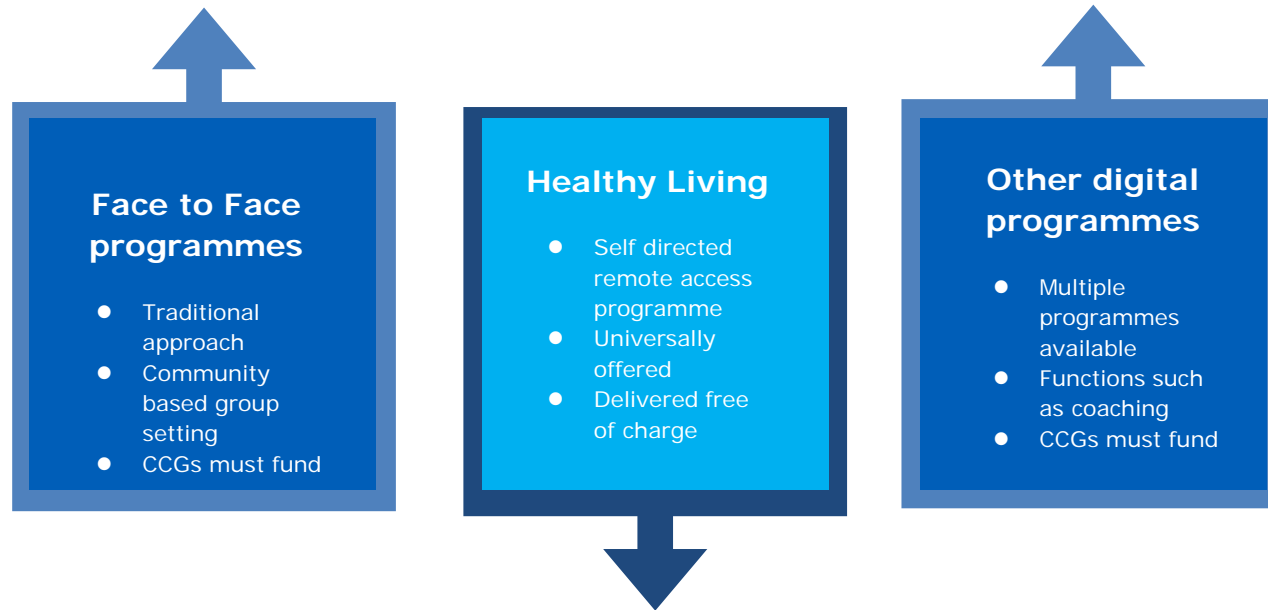 Face to Face
programmes
● Traditional
approach
● Community
based group
setting
● CCGs must fund
Healthy Living
● Self directed
remote access
programme
● Universally
offered
● Delivered free
of charge
Other digital
programmes
● Multiple
programmes
available
● Functions such
as coaching
● CCGs must fund